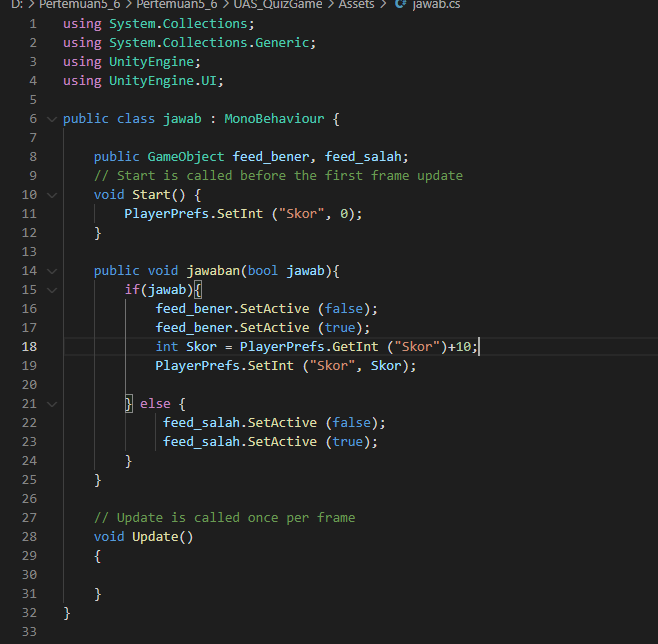 D: > Pertemuan5_6 > Pertemuan5_6 > UAS_QuizGame > Assets > jawab.cs
1 using System.Collections;
2 using System.Collections.Generic;
3 using UnityEngine;
4 using UnityEngine.UI;
5
6 public class jawab : MonoBehaviour {
7
8 public GameObject feed_bener, feed_salah;
9 // Start is called before the first frame update
10 void Start() {
11 PlayerPrefs.SetInt ("Skor", 0);
12 }
13
14 public void jawaban(bool jawab){
15 if(jawab){
16 feed_bener.SetActive (false);
17 feed_bener.SetActive (true);
18 int Skor = PlayerPrefs.GetInt ("Skor")+10;
19 PlayerPrefs.SetInt ("Skor", Skor);
20
21 } else {
22 feed_salah.SetActive (false);
23 feed_salah.SetActive (true);
24 }
25 }
26
27 // Update is called once per frame
28 void Update()
29 {
30
31 }
32 }
33